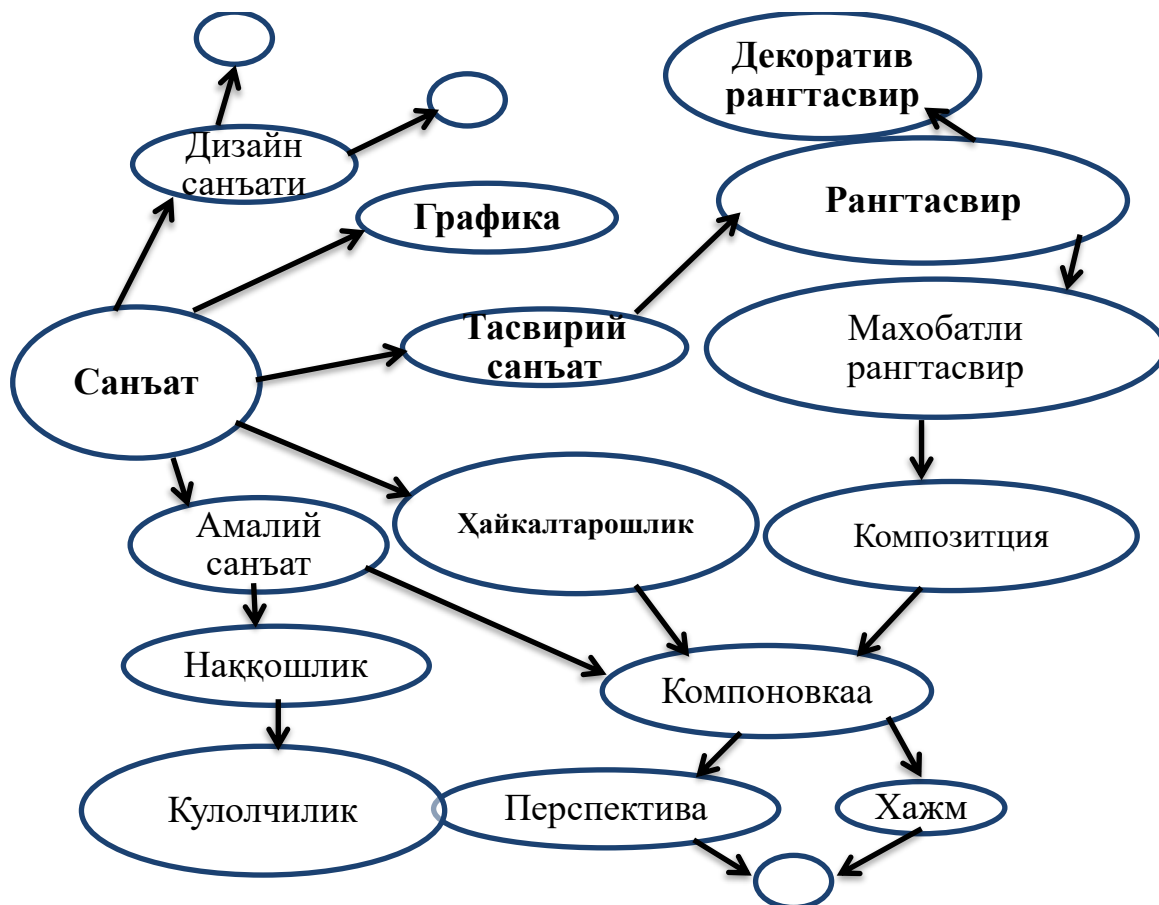 Декоратив
рангтасвир
Дизайн
санъати
Графика
Рангтасвир
Тасвирий
санъат
Махобатли
рангтасвир
Санъат
Амалий
санъат
Ҳайкалтарошлик
Композитция
Наққошлик
Компоновкаа
Кулолчилик
Перспектива
Хажм